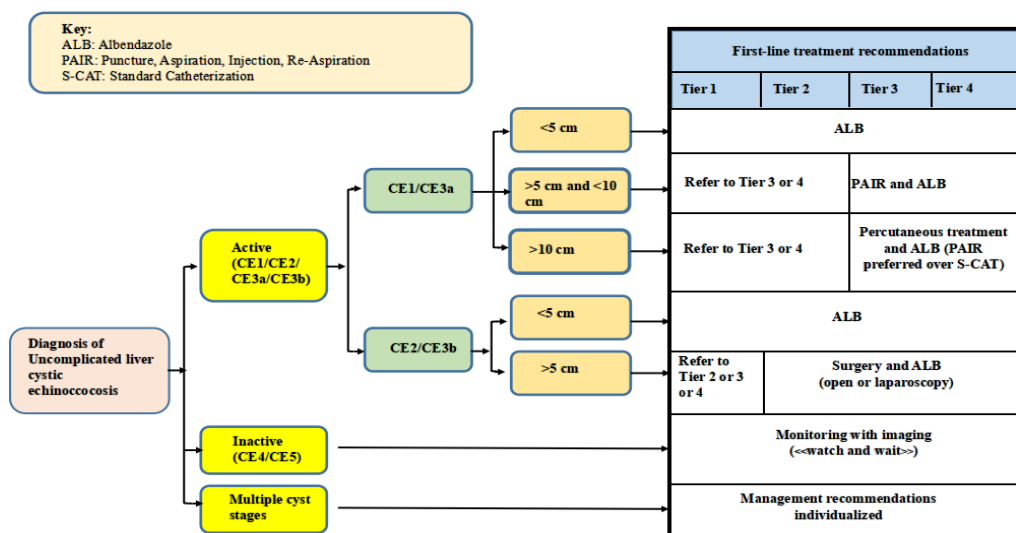 Key:
ALB: Albendazole
PAIR: Puncture, Aspiration, Injection, Re-Aspiration
S-CAT: Standard Catheterization
First-line treatment recommendations
Tier 1
Tier 2
Tier 3
Tier 4
<5 cm
ALB
CE1/CE3a
>5 cm and <10
cm
Refer to Tier 3 or 4
PAIR and ALB
>10 cm
Refer to Tier 3 or 4
Percutaneous treatment
and ALB (PAIR
preferred over S-CAT)
Active
(CE1/CE2/
CE3a/CE3b)
<5 cm
ALB
CE2/CE3b
>5 cm
Refer to
Tier 2 or 3
or 4
Surgery and ALB
(open or laparoscopy)
Diagnosis of
Uncomplicated liver
cystic
echinoccocosis
Inactive
(CE4/CE5)
Monitoring with imaging
(<<watch and wait>>)
Multiple cyst
stages
Management recommendations
individualized